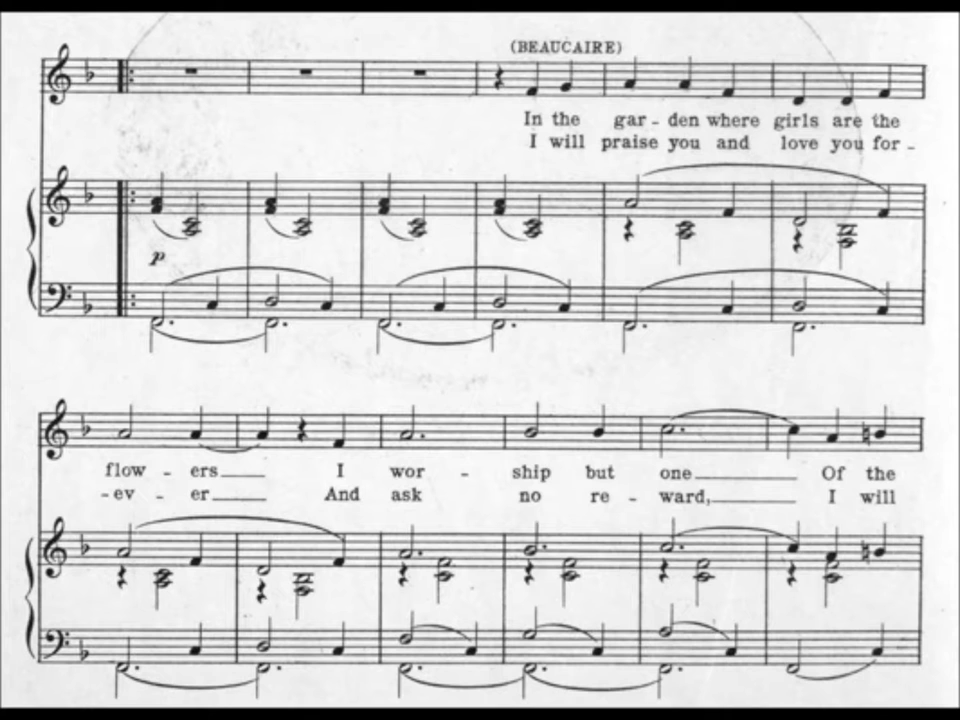 (BEAUCAIRE)
In the gar - den where girls are the
I will praise you and love you for -
p
flow - ers I wor - ship but one Of the
- ev - er And ask no re - ward, I will